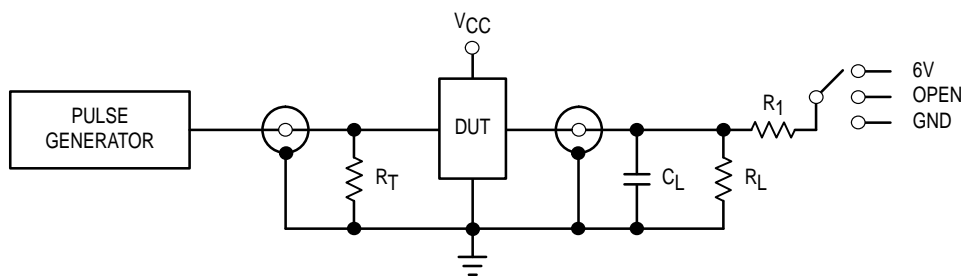 VCC
PULSE
GENERATOR
DUT
RT
CL
RL
R1
6V
OPEN
GND